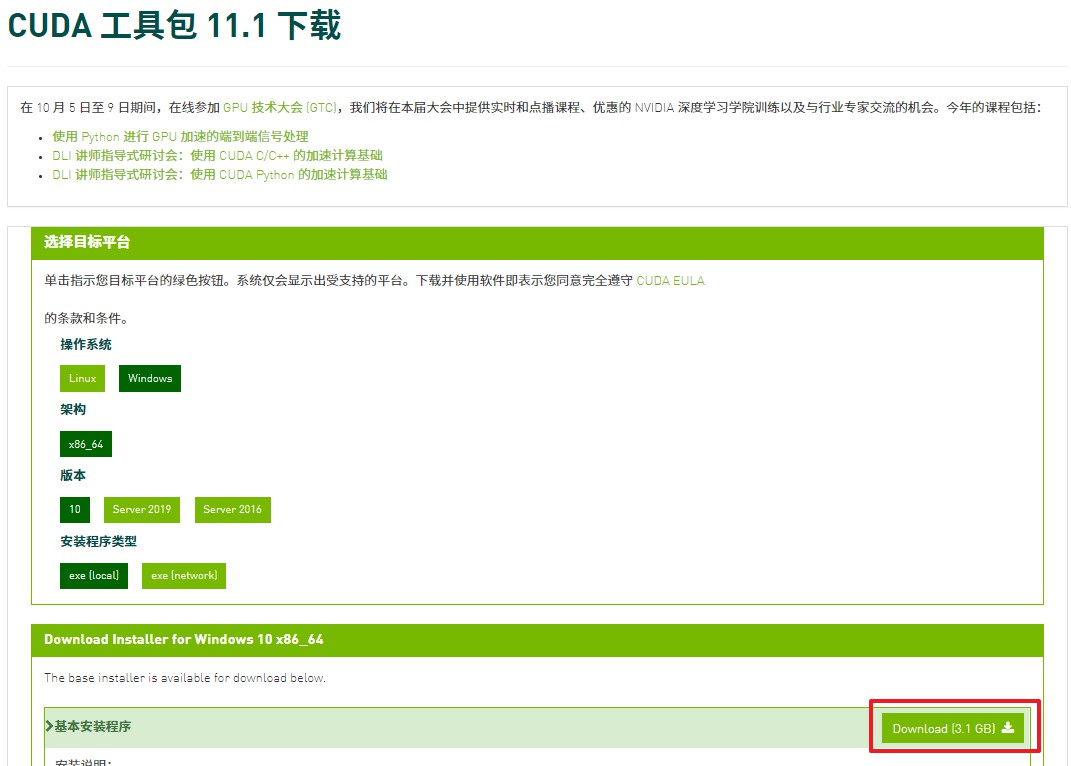 CUDA 工具包 11.1 下载
在 10 月 5 日至 9 日期间，在线参加 GPU 技术大会 (GTC)，我们将在本届大会中提供实时和点播课程、优惠的 NVIDIA 深度学习学院训练以及与行业专家交流的机会。今年的课程包括：
使用 Python 进行 GPU 加速的端到端信号处理
DLI 讲师指导式研讨会：使用 CUDA C/C++ 的加速计算基础
DLI 讲师指导式研讨会：使用 CUDA Python 的加速计算基础
选择目标平台
单击指示您目标平台的绿色按钮。系统仅会显示出受支持的平台。下载并使用软件即表示您同意完全遵守 CUDA EULA
的条款和条件。
操作系统
Linux Windows
架构
x86_64
版本
10 Server 2019 Server 2016
安装程序类型
exe (local) exe (network)
Download Installer for Windows 10 x86_64
The base installer is available for download below.
基本安装程序 Download (3.1 GB)
安装说明：